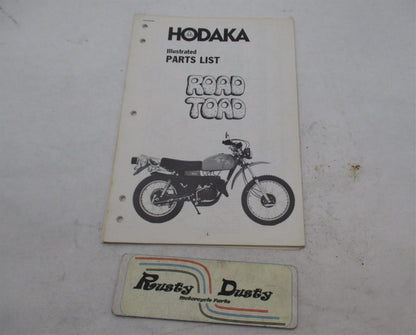 HODAKA
Illustrated
PARTS LIST
ROAD
TOAD
Rusty Dusty
Motorcycle Parts